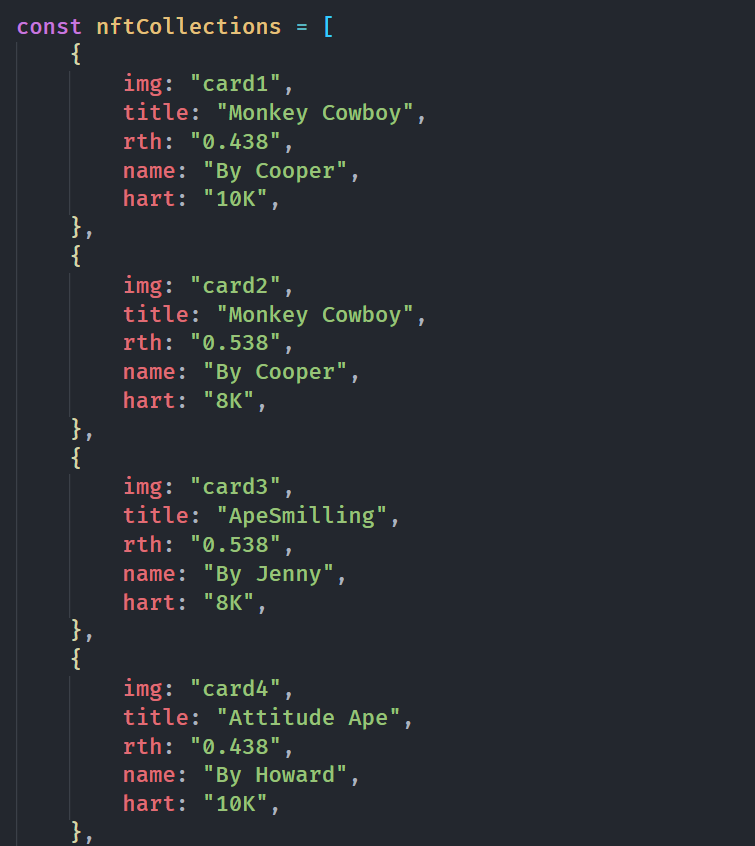 const nftCollections = [
    {
        img: "card1",
        title: "Monkey Cowboy",
        rth: "0.438",
        name: "By Cooper",
        hart: "10K",
    },
    {
        img: "card2",
        title: "Monkey Cowboy",
        rth: "0.538",
        name: "By Cooper",
        hart: "8K",
    },
    {
        img: "card3",
        title: "ApeSmilling",
        rth: "0.538",
        name: "By Jenny",
        hart: "8K",
    },
    {
        img: "card4",
        title: "Attitude Ape",
        rth: "0.438",
        name: "By Howard",
        hart: "10K",
    },